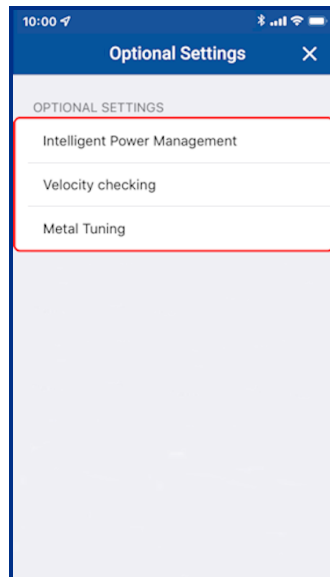 10:00
Optional Settings
OPTIONAL SETTINGS
Intelligent Power Management
Velocity checking
Metal Tuning